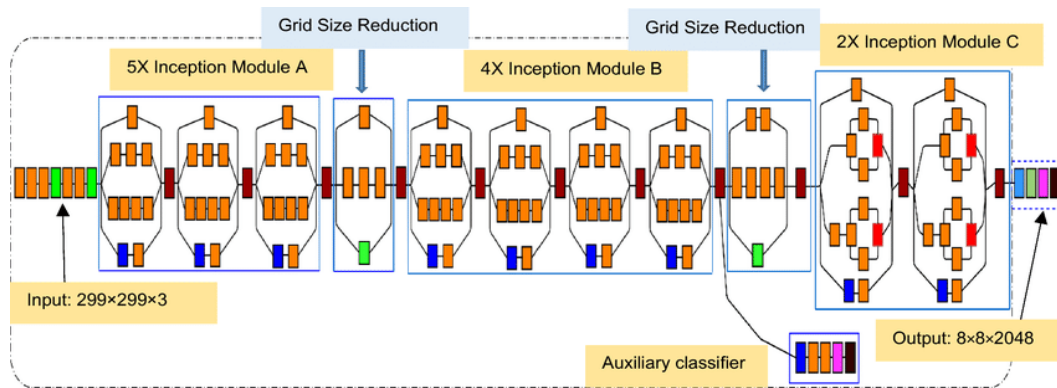 Grid Size Reduction
Grid Size Reduction
5X Inception Module A
4X Inception Module B
2X Inception Module C
Input: 299×299×3
Auxiliary classifier
Output: 8×8×2048